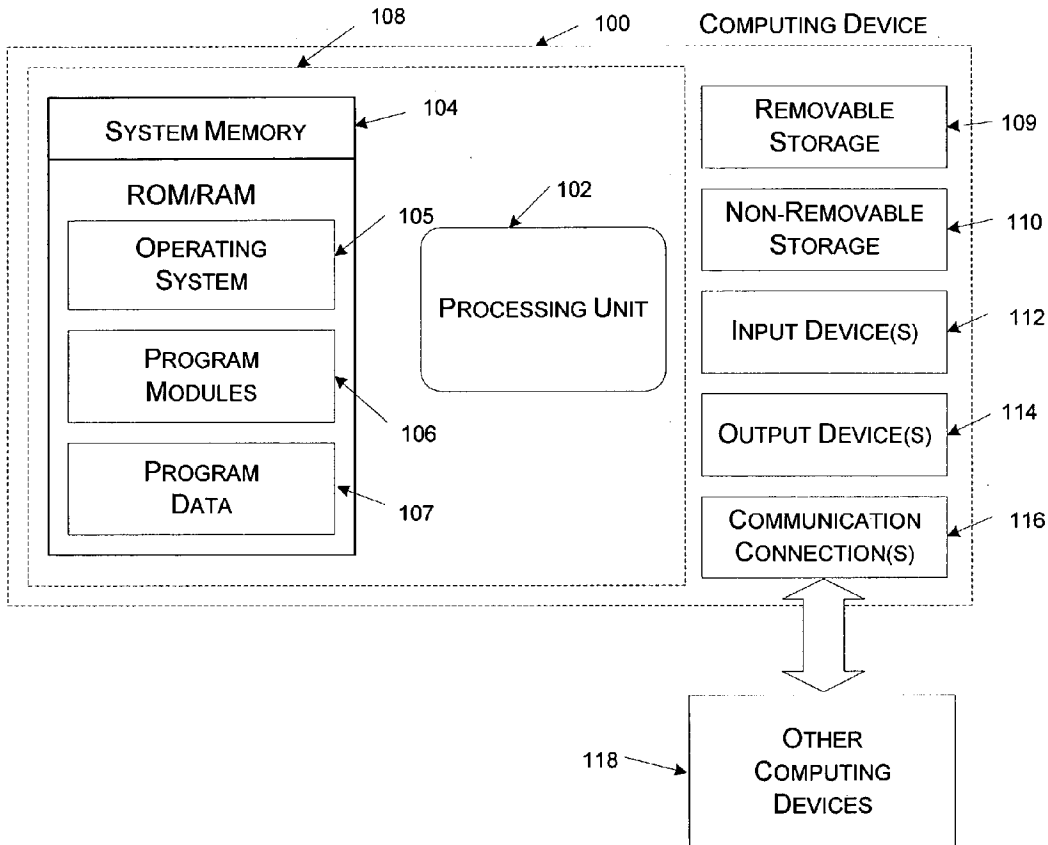 108
100
COMPUTING DEVICE
SYSTEM MEMORY
104
ROM/RAM
OPERATING
SYSTEM
105
PROGRAM
MODULES
106
PROGRAM
DATA
107
102
PROCESSING UNIT
REMOVABLE
STORAGE
109
NON-REMOVABLE
STORAGE
110
INPUT DEVICE(S)
112
OUTPUT DEVICE(S)
114
COMMUNICATION
CONNECTION(S)
116
118
OTHER
COMPUTING
DEVICES